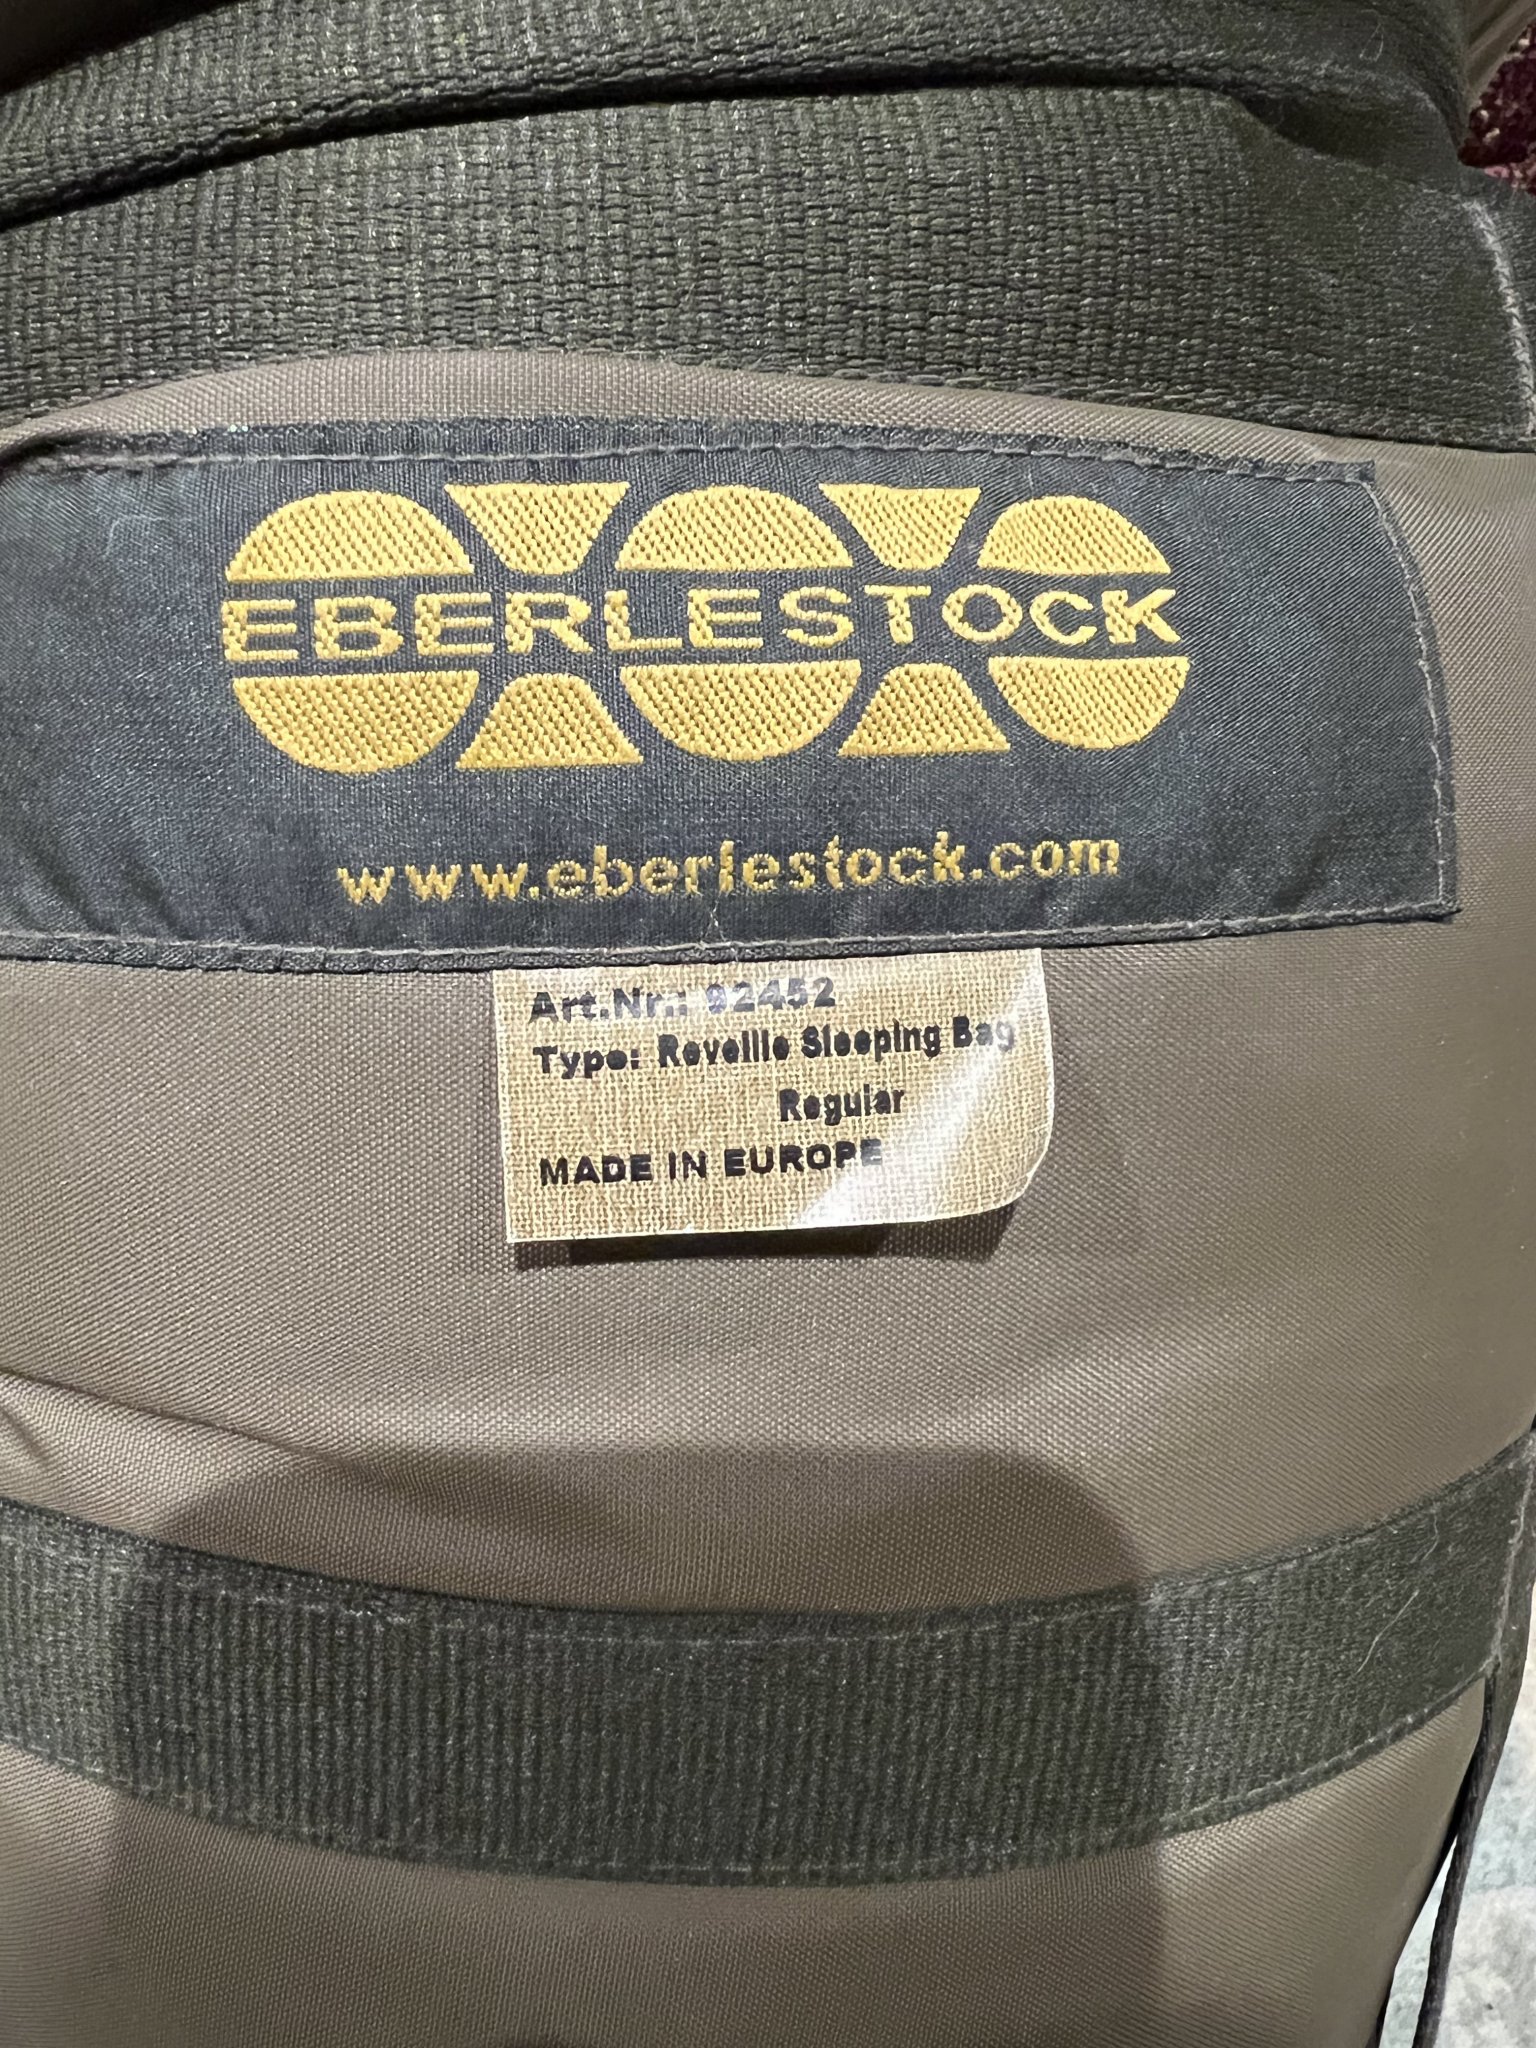 EBERLESTOCK
www.eberlestock.com
Art.Nr.: 92452
Type: Reveille Sleeping Bag
Regular
MADE IN EUROPE